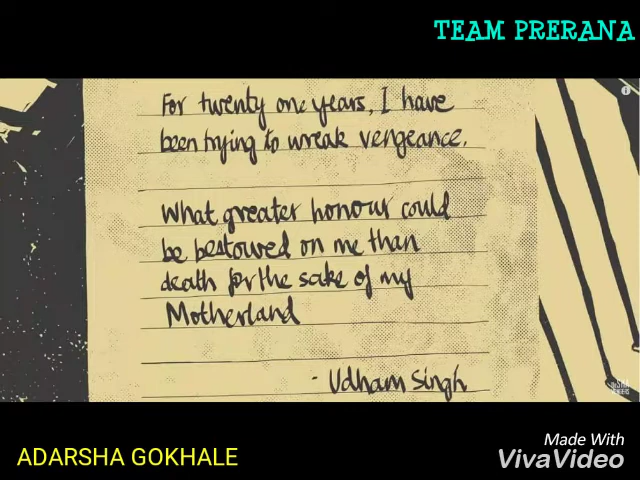 TEAM PRERANA
For twenty one years, I have
been trying to wreak vengeance.
What greater honour could
be bestowed on me than
death for the sake of my
Motherland
- Udham Singh
Made With
ADARSHA GOKHALE
VivaVideo